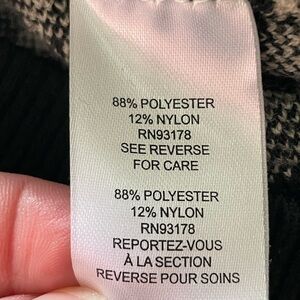 88% POLYESTER
12% NYLON
RN93178
SEE REVERSE
FOR CARE
88% POLYESTER
12% NYLON
RN93178
REPORTEZ-VOUS
À LA SECTION
REVERSE POUR SOINS